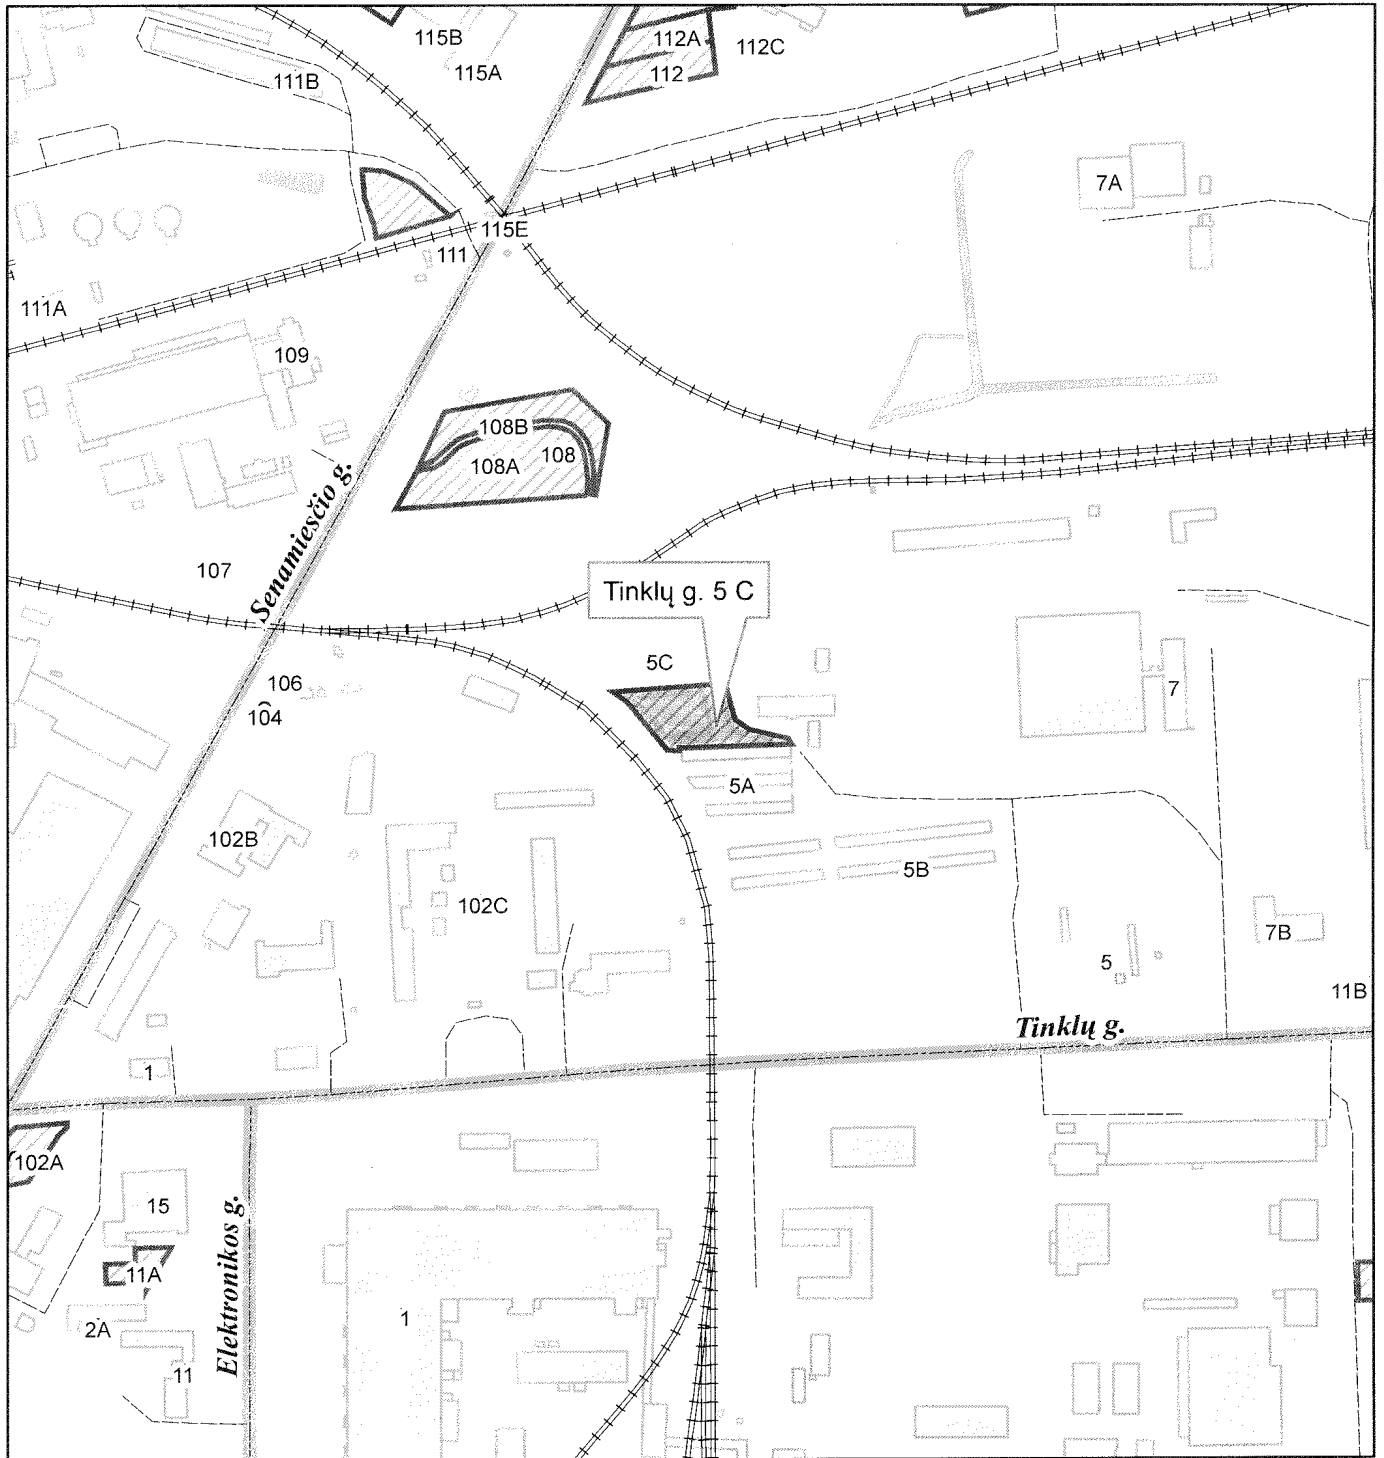 115B
112A
112C
115A
112
111B
7A
115E
111
111A
109
108B
108
108A
Senamiesčio g.
107
Tinklų g. 5 C
5C
106
7
104
5A
102B
5B
102C
7B
5
11B
Tinklų g.
1
102A
15
11A
Elektronikos g.
1
2A
11